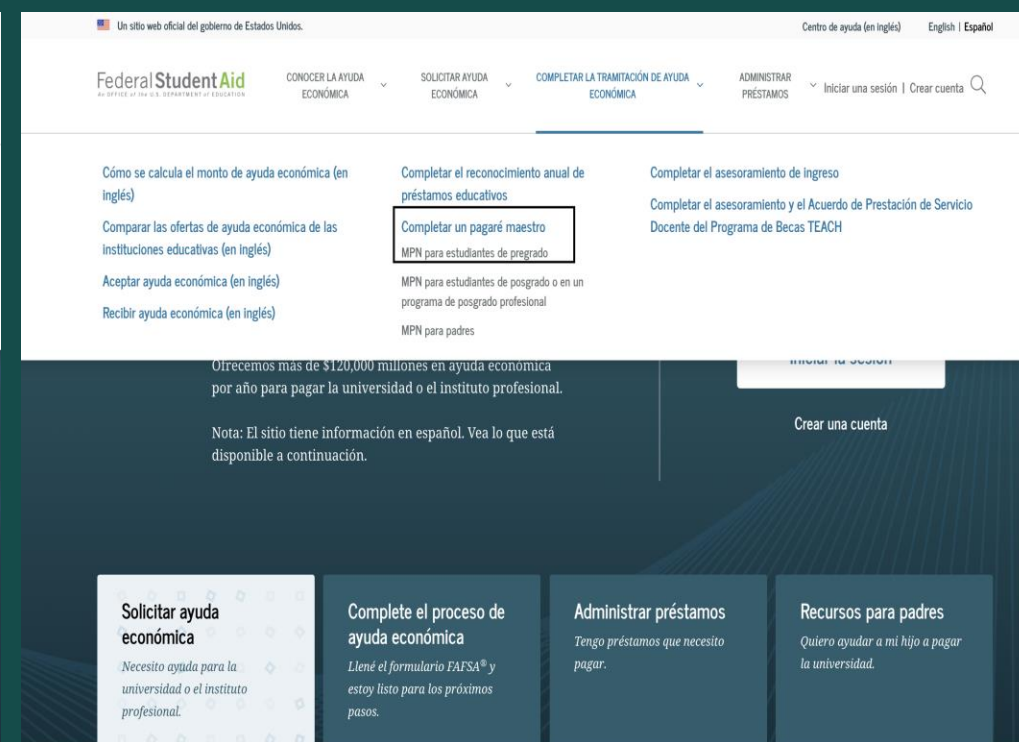 Un sitio web oficial del gobierno de Estados Unidos.
Centro de ayuda (en inglés)
English | Español
Federal Student Aid
An OFFICE of the U.S. DEPARTMENT of EDUCATION
CONOCER LA AYUDA
ECONÓMICA
SOLICITAR AYUDA
ECONÓMICA
COMPLETAR LA TRAMITACIÓN DE AYUDA
ECONÓMICA
ADMINISTRAR
PRÉSTAMOS
Iniciar una sesión | Crear cuenta
Cómo se calcula el monto de ayuda económica (en
inglés)
Comparar las ofertas de ayuda económica de las
instituciones educativas (en inglés)
Aceptar ayuda económica (en inglés)
Recibir ayuda económica (en inglés)
Completar el reconocimiento anual de
préstamos educativos
Completar un pagaré maestro
MPN para estudiantes de pregrado
MPN para estudiantes de posgrado o en un
programa de posgrado profesional
MPN para padres
Completar el asesoramiento de ingreso
Completar el asesoramiento y el Acuerdo de Prestación de Servicio
Docente del Programa de Becas TEACH
Ofrecemos más de $120,000 millones en ayuda económica
por año para pagar la universidad o el instituto profesional.
Nota: El sitio tiene información en español. Vea lo que está
disponible a continuación.
Iniciar la sesión
Crear una cuenta
Solicitar ayuda
económica
Necesito ayuda para la
universidad o el instituto
profesional.
Complete el proceso de
ayuda económica
Llené el formulario FAFSA® y
estoy listo para los próximos
pasos.
Administrar préstamos
Tengo préstamos que necesito
pagar.
Recursos para padres
Quiero ayudar a mi hijo a pagar
la universidad.